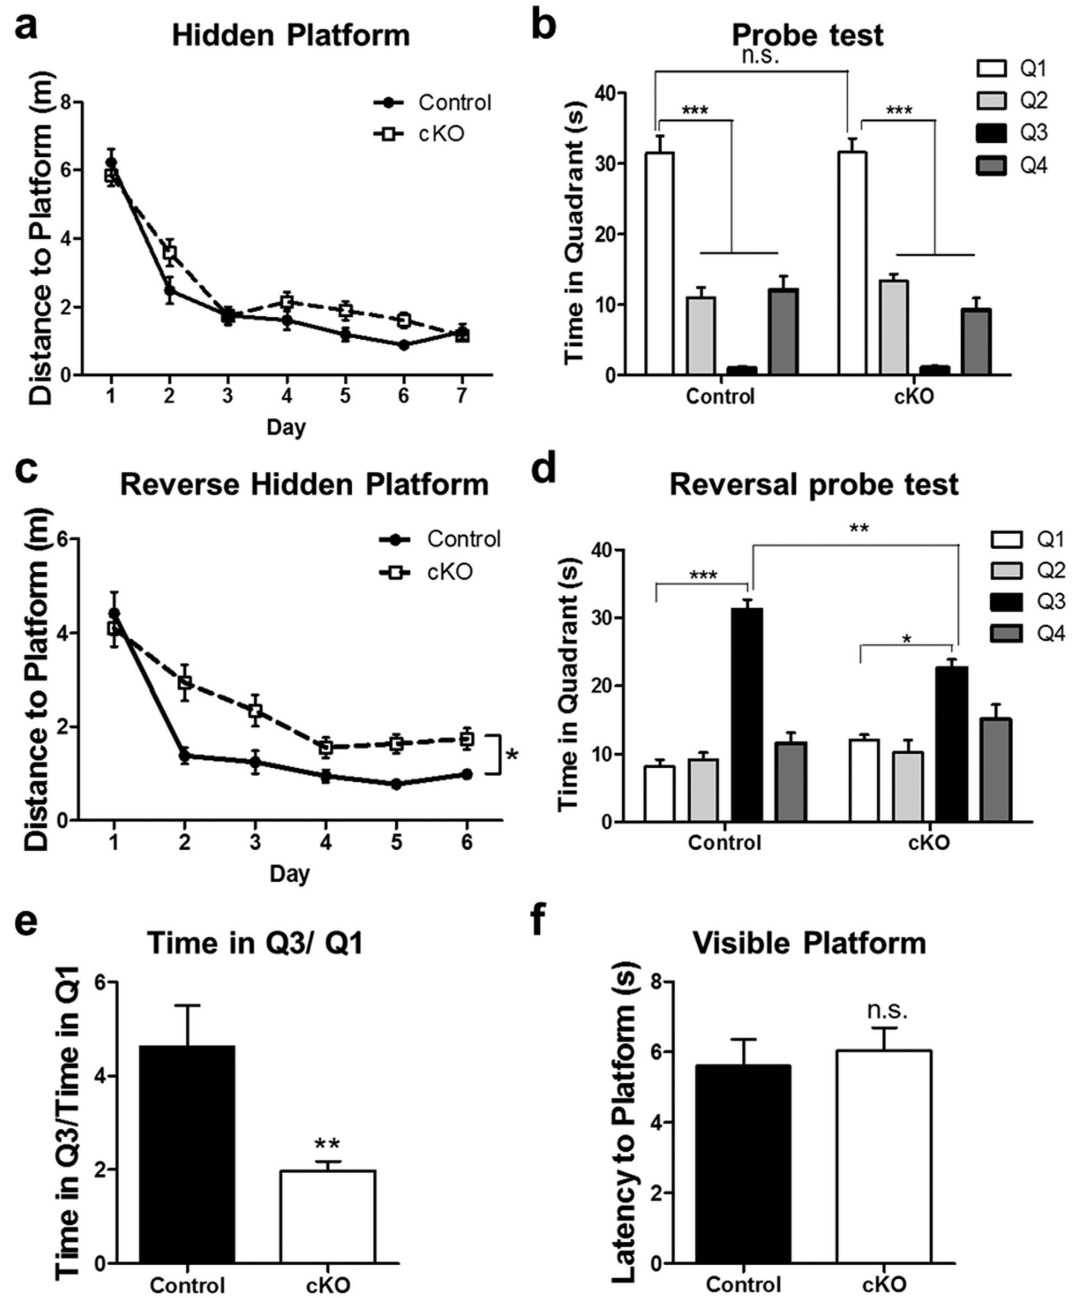 a
Hidden Platform
Distance to Platform (m)
8
6
4
2
0
Control
cKO
1 2 3 4 5 6 7
Day
b
Probe test
n.s.
Time in Quadrant (s)
40
30
20
10
0
***
***
Q1
Q2
Q3
Q4
Control cKO
c
Reverse Hidden Platform
Distance to Platform (m)
6
4
2
0
Control
cKO
*
1 2 3 4 5 6
Day
d
Reversal probe test
Time in Quadrant (s)
40
30
20
10
0
**
***
*
Q1
Q2
Q3
Q4
Control cKO
e
Time in Q3/ Q1
Time in Q3/Time in Q1
6
4
2
0
**
Control cKO
f
Visible Platform
Latency to Platform (s)
8
6
4
2
0
n.s.
Control cKO